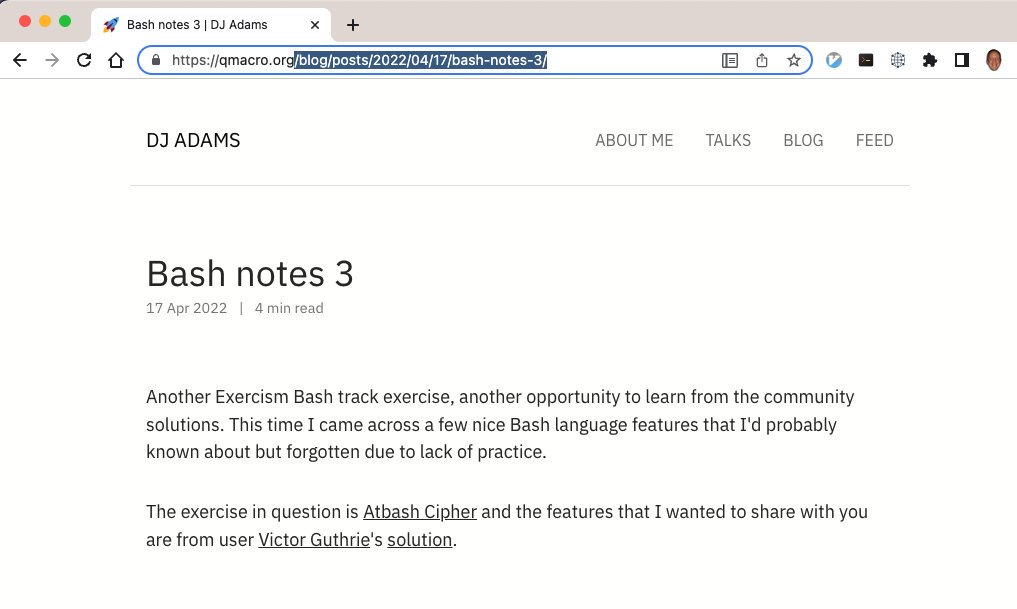 Bash notes 3 | DJ Adams
https://qmacro.org/blog/posts/2022/04/17/bash-notes-3/
DJ ADAMS
ABOUT ME TALKS BLOG FEED
Bash notes 3
17 Apr 2022 | 4 min read
Another Exercism Bash track exercise, another opportunity to learn from the community
solutions. This time I came across a few nice Bash language features that I'd probably
known about but forgotten due to lack of practice.
The exercise in question is Atbash Cipher and the features that I wanted to share with you
are from user Victor Guthrie's solution.